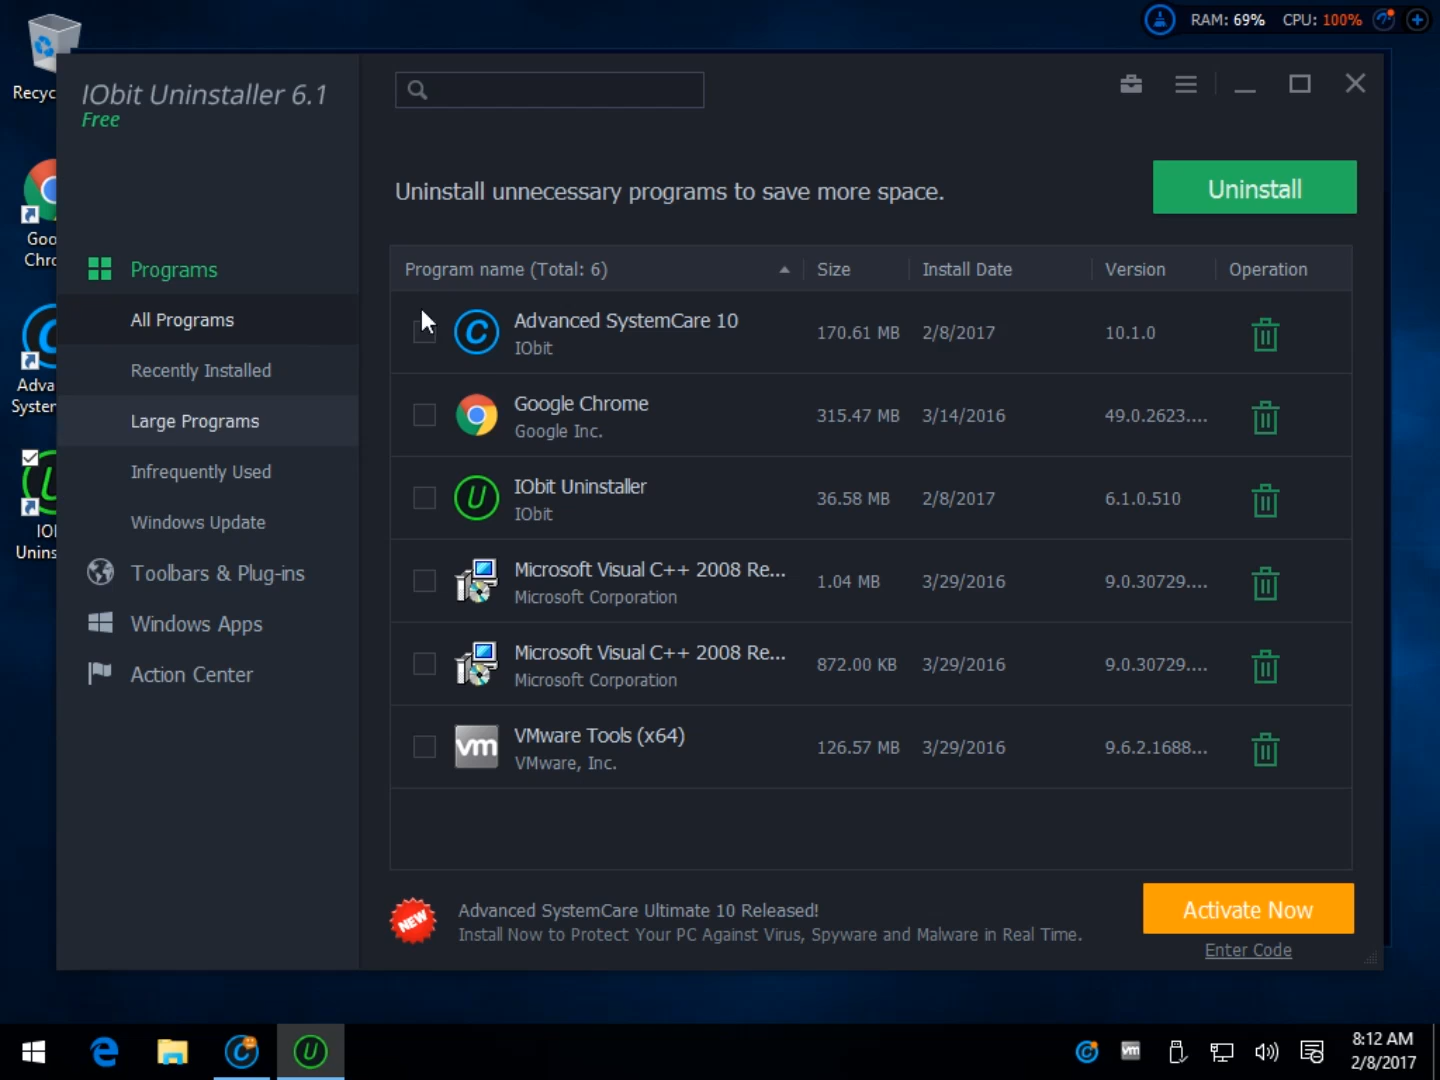 RAM: 69% CPU: 100%
IObit Uninstaller 6.1
Free
Recyc
Goo
Chro
Adva
System
IO
Unins
Uninstall unnecessary programs to save more space.
Uninstall
Programs
All Programs
Recently Installed
Large Programs
Infrequently Used
Windows Update
Toolbars & Plug-ins
Windows Apps
Action Center
Program name (Total: 6) Size Install Date Version Operation
Advanced SystemCare 10
IObit
170.61 MB 2/8/2017 10.1.0
Google Chrome
Google Inc.
315.47 MB 3/14/2016 49.0.2623....
IObit Uninstaller
IObit
36.58 MB 2/8/2017 6.1.0.510
Microsoft Visual C++ 2008 Re...
Microsoft Corporation
1.04 MB 3/29/2016 9.0.30729....
Microsoft Visual C++ 2008 Re...
Microsoft Corporation
872.00 KB 3/29/2016 9.0.30729....
vm
VMware Tools (x64)
VMware, Inc.
126.57 MB 3/29/2016 9.6.2.1688...
NEW
Advanced SystemCare Ultimate 10 Released!
Install Now to Protect Your PC Against Virus, Spyware and Malware in Real Time.
Activate Now
Enter Code
vm
8:12 AM
2/8/2017